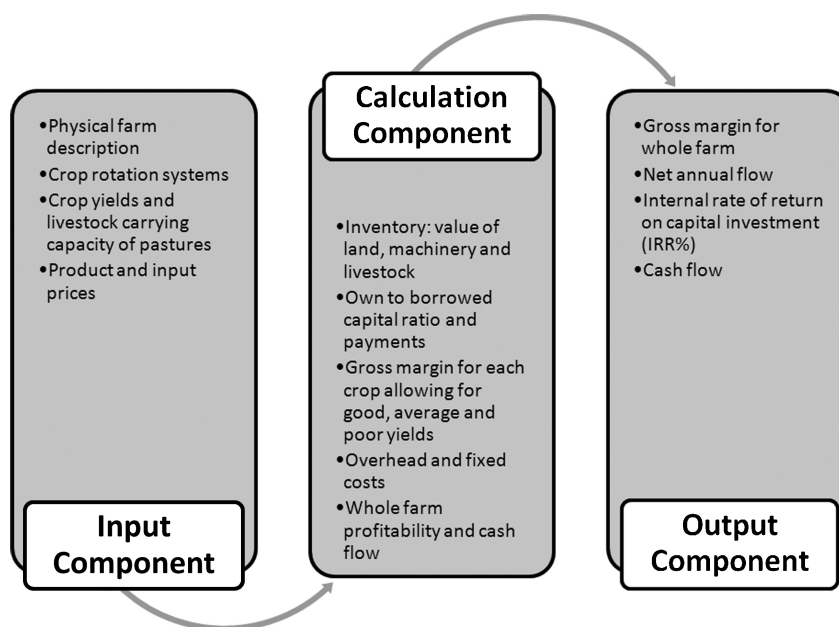 •Physical farm
description
•Crop rotation systems
•Crop yields and
livestock carrying
capacity of pastures
•Product and input
prices
Input
Component
Calculation
Component
•Inventory: value of
land, machinery and
livestock
•Own to borrowed
capital ratio and
payments
•Gross margin for each
crop allowing for
good, average and
poor yields
•Overhead and fixed
costs
•Whole farm
profitability and cash
flow
•Gross margin for
whole farm
•Net annual flow
•Internal rate of return
on capital investment
(IRR%)
•Cash flow
Output
Component